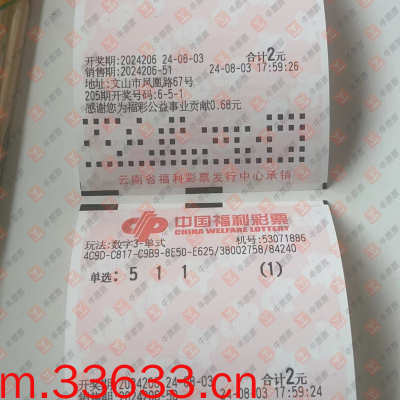 开奖期:2024206 24-08-03 合计2元
销售期:2024206-51 24-08-03 17:59:26
地址:文山市凤凰路67号
205期开奖号码:6-5-1
感谢您为福彩公益事业贡献0.68元
云南省福利彩票发行中心承销
中国福利彩票
CHINA WELFARE LOTTERY
玩法:数字3-单式 机号:53071886
4C9D-C817-C9B9-8E50-E625/38002758/84240
单选: 5 1 1 (1)
开奖期:2024206 24-08-03 合计2元
17:59:24
m.33633.cn